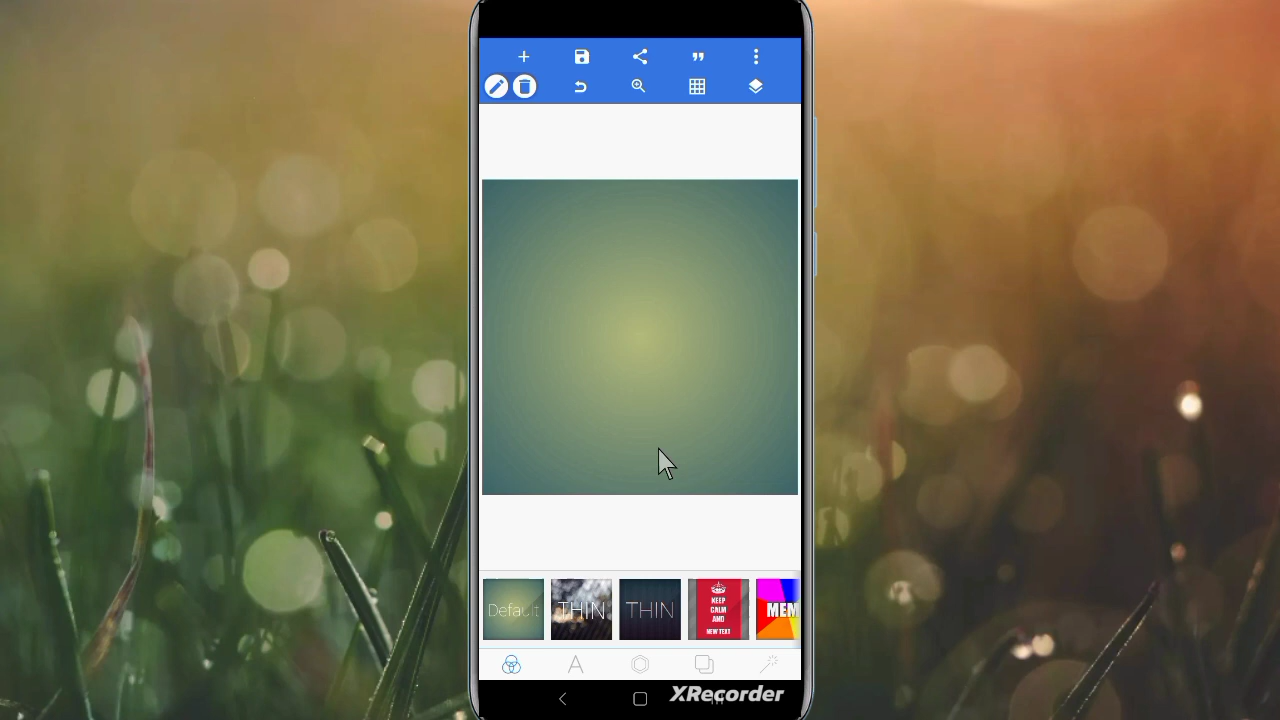 Default
THIN
THIN
KEEP
CALM
AND
NEW TEXT
MEM
XRecorder